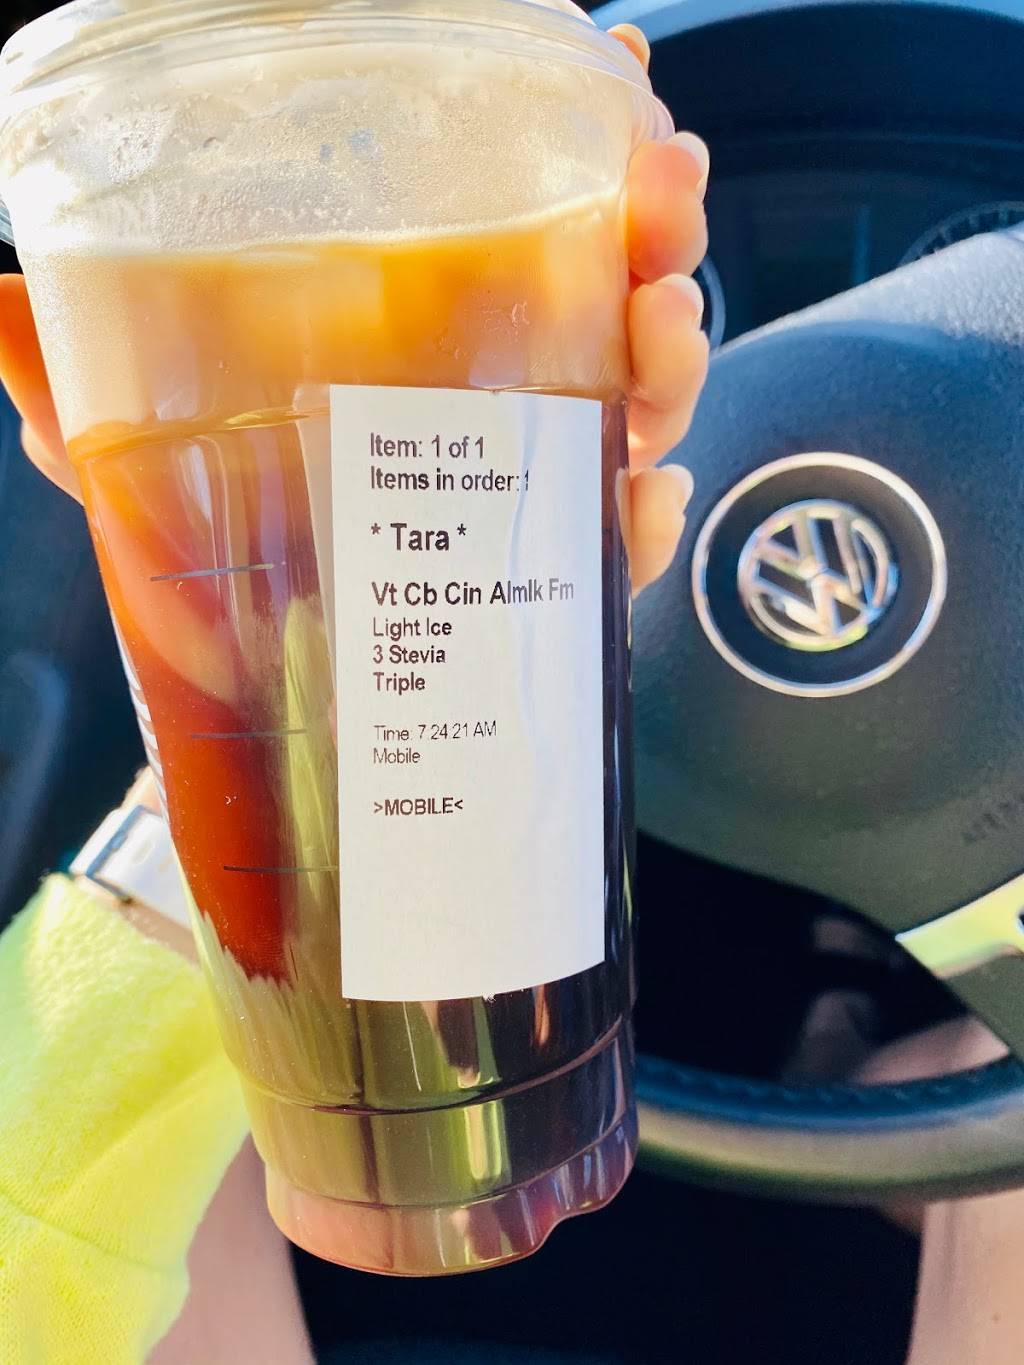 Item: 1 of 1
Items in order: 1
* Tara *
Vt Cb Cin Almlk Fm
Light Ice
3 Stevia
Triple
Time: 7:24:21 AM
Mobile
>MOBILE<